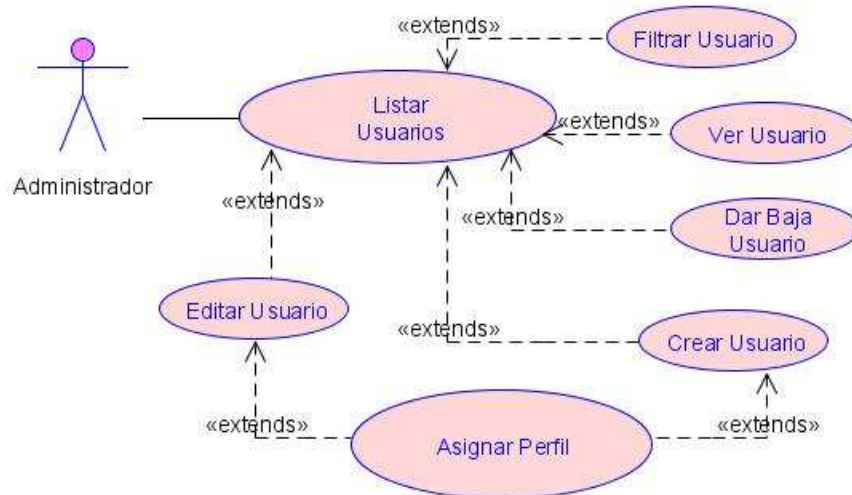 «extends»
Filtrar Usuario
Listar
Usuarios
«extends»
Ver Usuario
Administrador
«extends»
«extends»
Dar Baja
Usuario
Editar Usuario
«extends»
Crear Usuario
«extends»
«extends»
Asignar Perfil